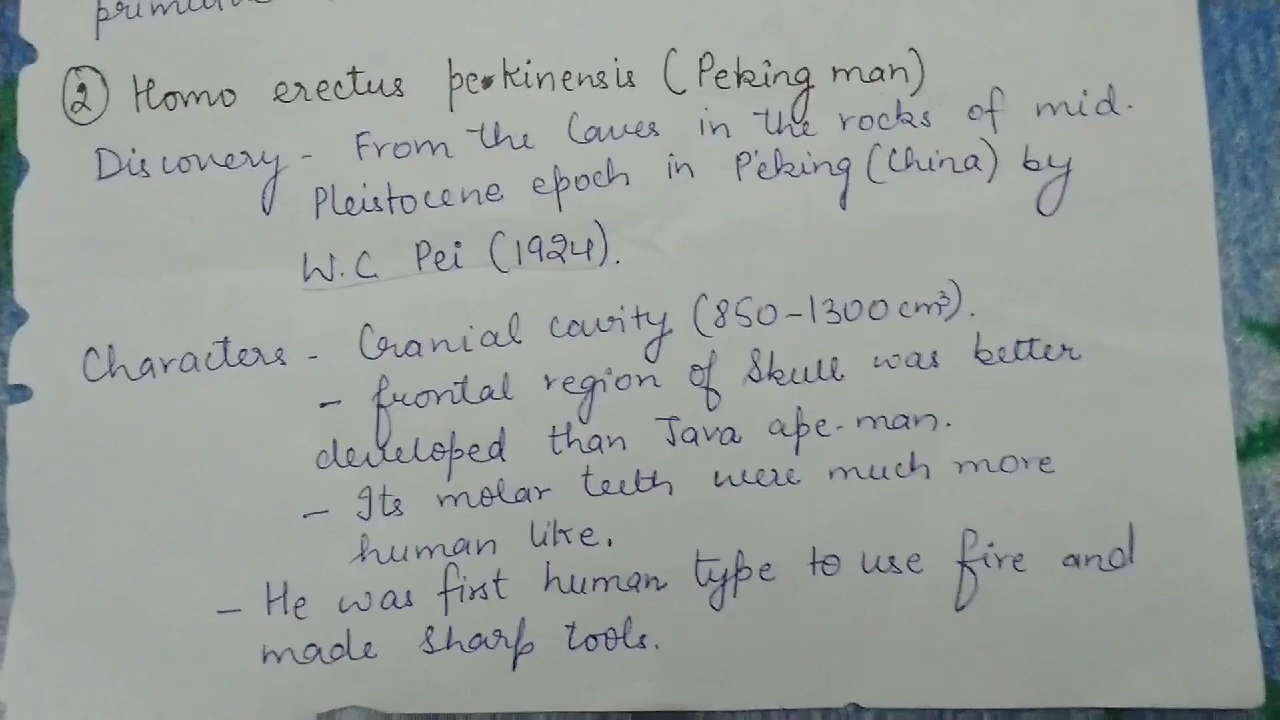 ② Homo erectus pekinensis (Peking man)
Discovery - From the Caves in the rocks of mid.
Pleistocene epoch in Peking (China) by
W.C Pei (1924).
Characters - Cranial cavity (850-1300 cm³).
- frontal region of Skull was better
developed than Java ape-man.
- Its molar teeth were much more
human like.
- He was first human type to use fire and
made sharp tools.